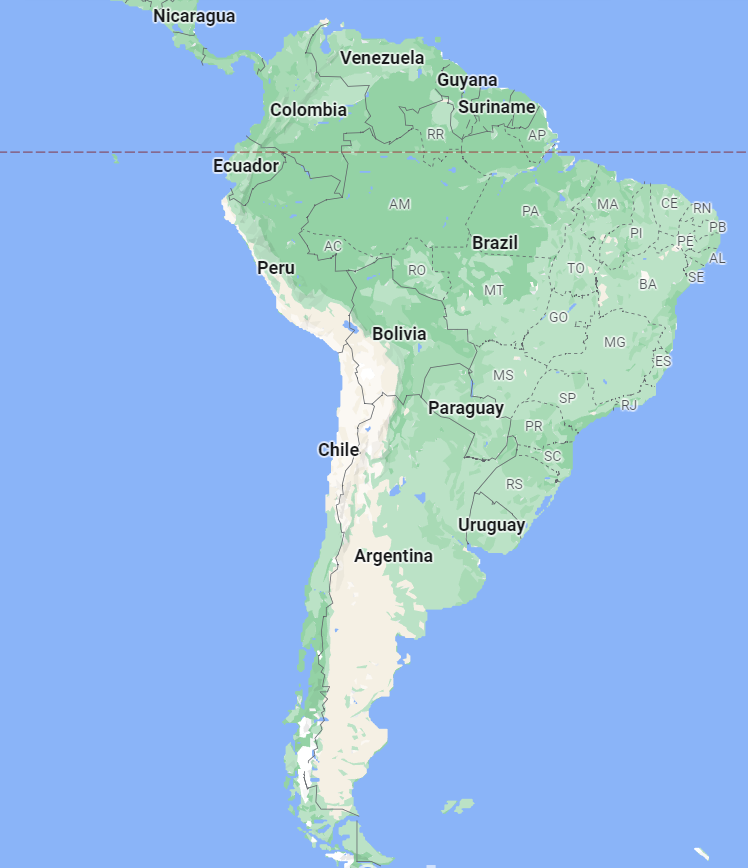 Nicaragua
Venezuela
Guyana
Colombia
Suriname
RR
AP
Ecuador
AM
PA
MA
CE
RN
PB
PI
PE
Brazil
AC
AL
Peru
RO
TO
SE
MT
BA
GO
Bolivia
MG
ES
MS
SP
RJ
Paraguay
PR
Chile
SC
RS
Uruguay
Argentina